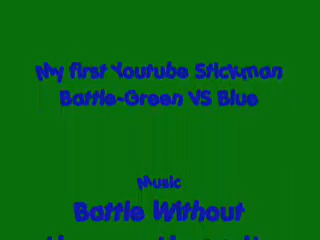 My first Youtube Stickman
Battle-Green VS Blue
Music
Battle Without